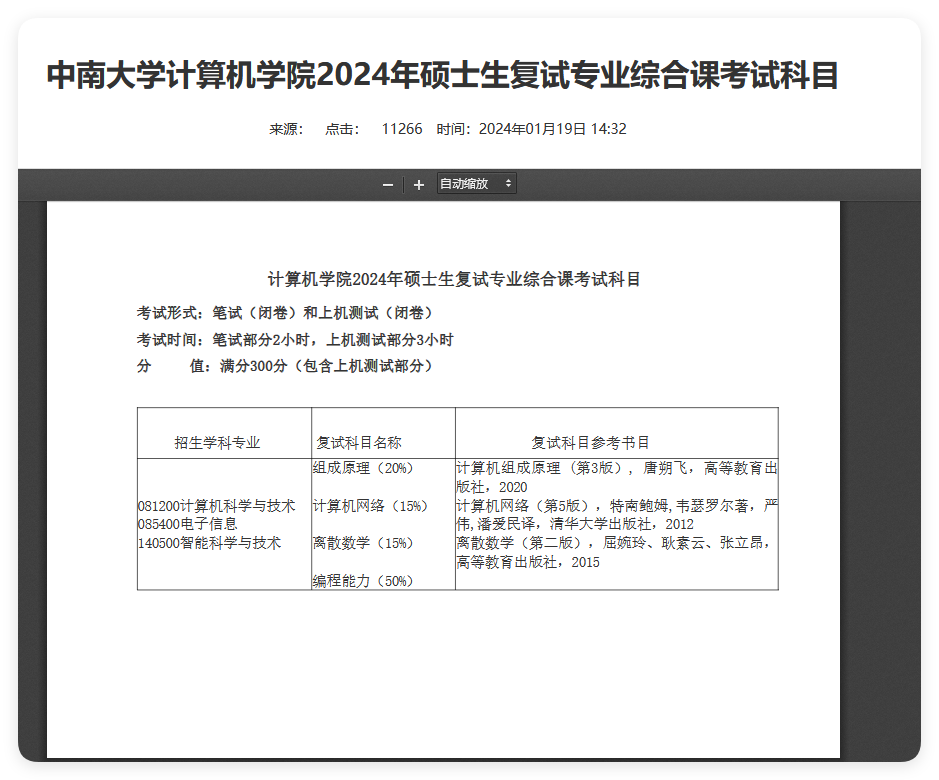 中南大学计算机学院2024年硕士生复试专业综合课考试科目
来源： 点击： 11266 时间：2024年01月19日 14:32
自动缩放
计算机学院2024年硕士生复试专业综合课考试科目
考试形式：笔试（闭卷）和上机测试（闭卷）
考试时间：笔试部分2小时，上机测试部分3小时
分 值：满分300分（包含上机测试部分）
招生学科专业 复试科目名称 复试科目参考书目
081200计算机科学与技术
085400电子信息
140500智能科学与技术
组成原理（20%）
计算机网络（15%）
离散数学（15%）
编程能力（50%）
计算机组成原理（第3版）, 唐朔飞，高等教育出
版社，2020
计算机网络（第5版），特南鲍姆,韦瑟罗尔著，严
伟,潘爱民译，清华大学出版社，2012
离散数学（第二版），屈婉玲、耿素云、张立昂，
高等教育出版社，2015